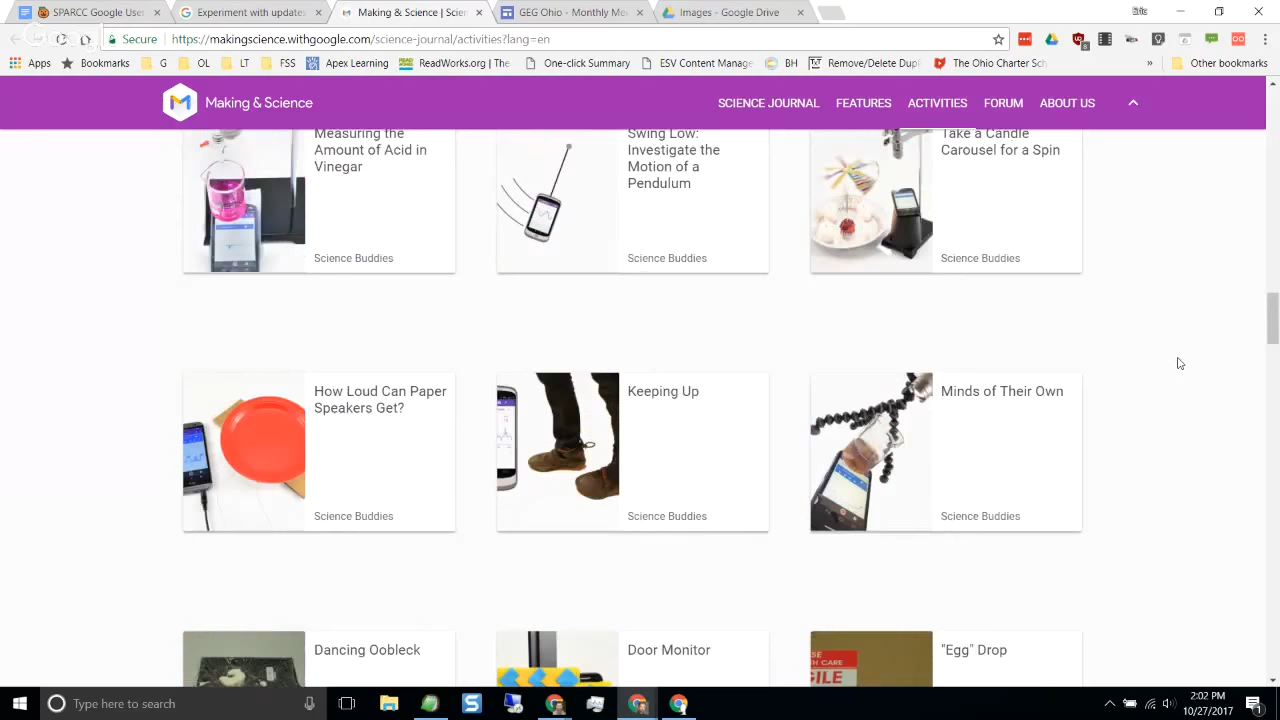 SPARCC Google User
Experiment with updates
Making & Science | Scien
GEG Ohio - Monthly Me
Images - Google Drive
Secure
https://makingscience.withgoogle.com/science-journal/activities?lang=en
8
Apps
Bookmarks
G
OL
LT
FSS
Apex Learning
READ
ReadWorks.org | The
One-click Summary
ESV Content Manage
BH
Remove/Duplex Dupl
The Ohio Charter Sch
»
Other bookmarks
Making & Science
SCIENCE JOURNAL
FEATURES
ACTIVITIES
FORUM
ABOUT US
Measuring the
Amount of Acid in
Vinegar
Science Buddies
Swing Low:
Investigate the
Motion of a
Pendulum
Science Buddies
Take a Candle
Carousel for a Spin
Science Buddies
How Loud Can Paper
Speakers Get?
Science Buddies
Keeping Up
Science Buddies
Minds of Their Own
Science Buddies
Dancing Oobleck
Door Monitor
"Egg" Drop
Type here to search
2:02 PM
10/27/2017